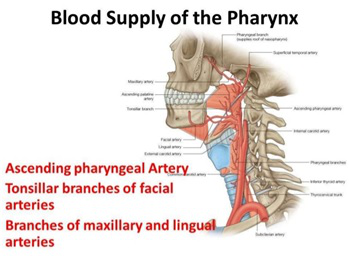 Blood Supply of the Pharynx
Pharyngeal branch
(supplies roof of nasopharynx)
Superficial temporal artery
Maxillary artery
Ascending palatine
artery
Tonsillar branch
Ascending pharyngeal artery
Facial artery
Internal carotid artery
Lingual artery
External carotid artery
Pharyngeal branches
Inferior thyroid artery
Thyrocervical trunk
Subclavian artery
Ascending pharyngeal Artery
Tonsillar branches of facial
arteries
Branches of maxillary and lingual
arteries